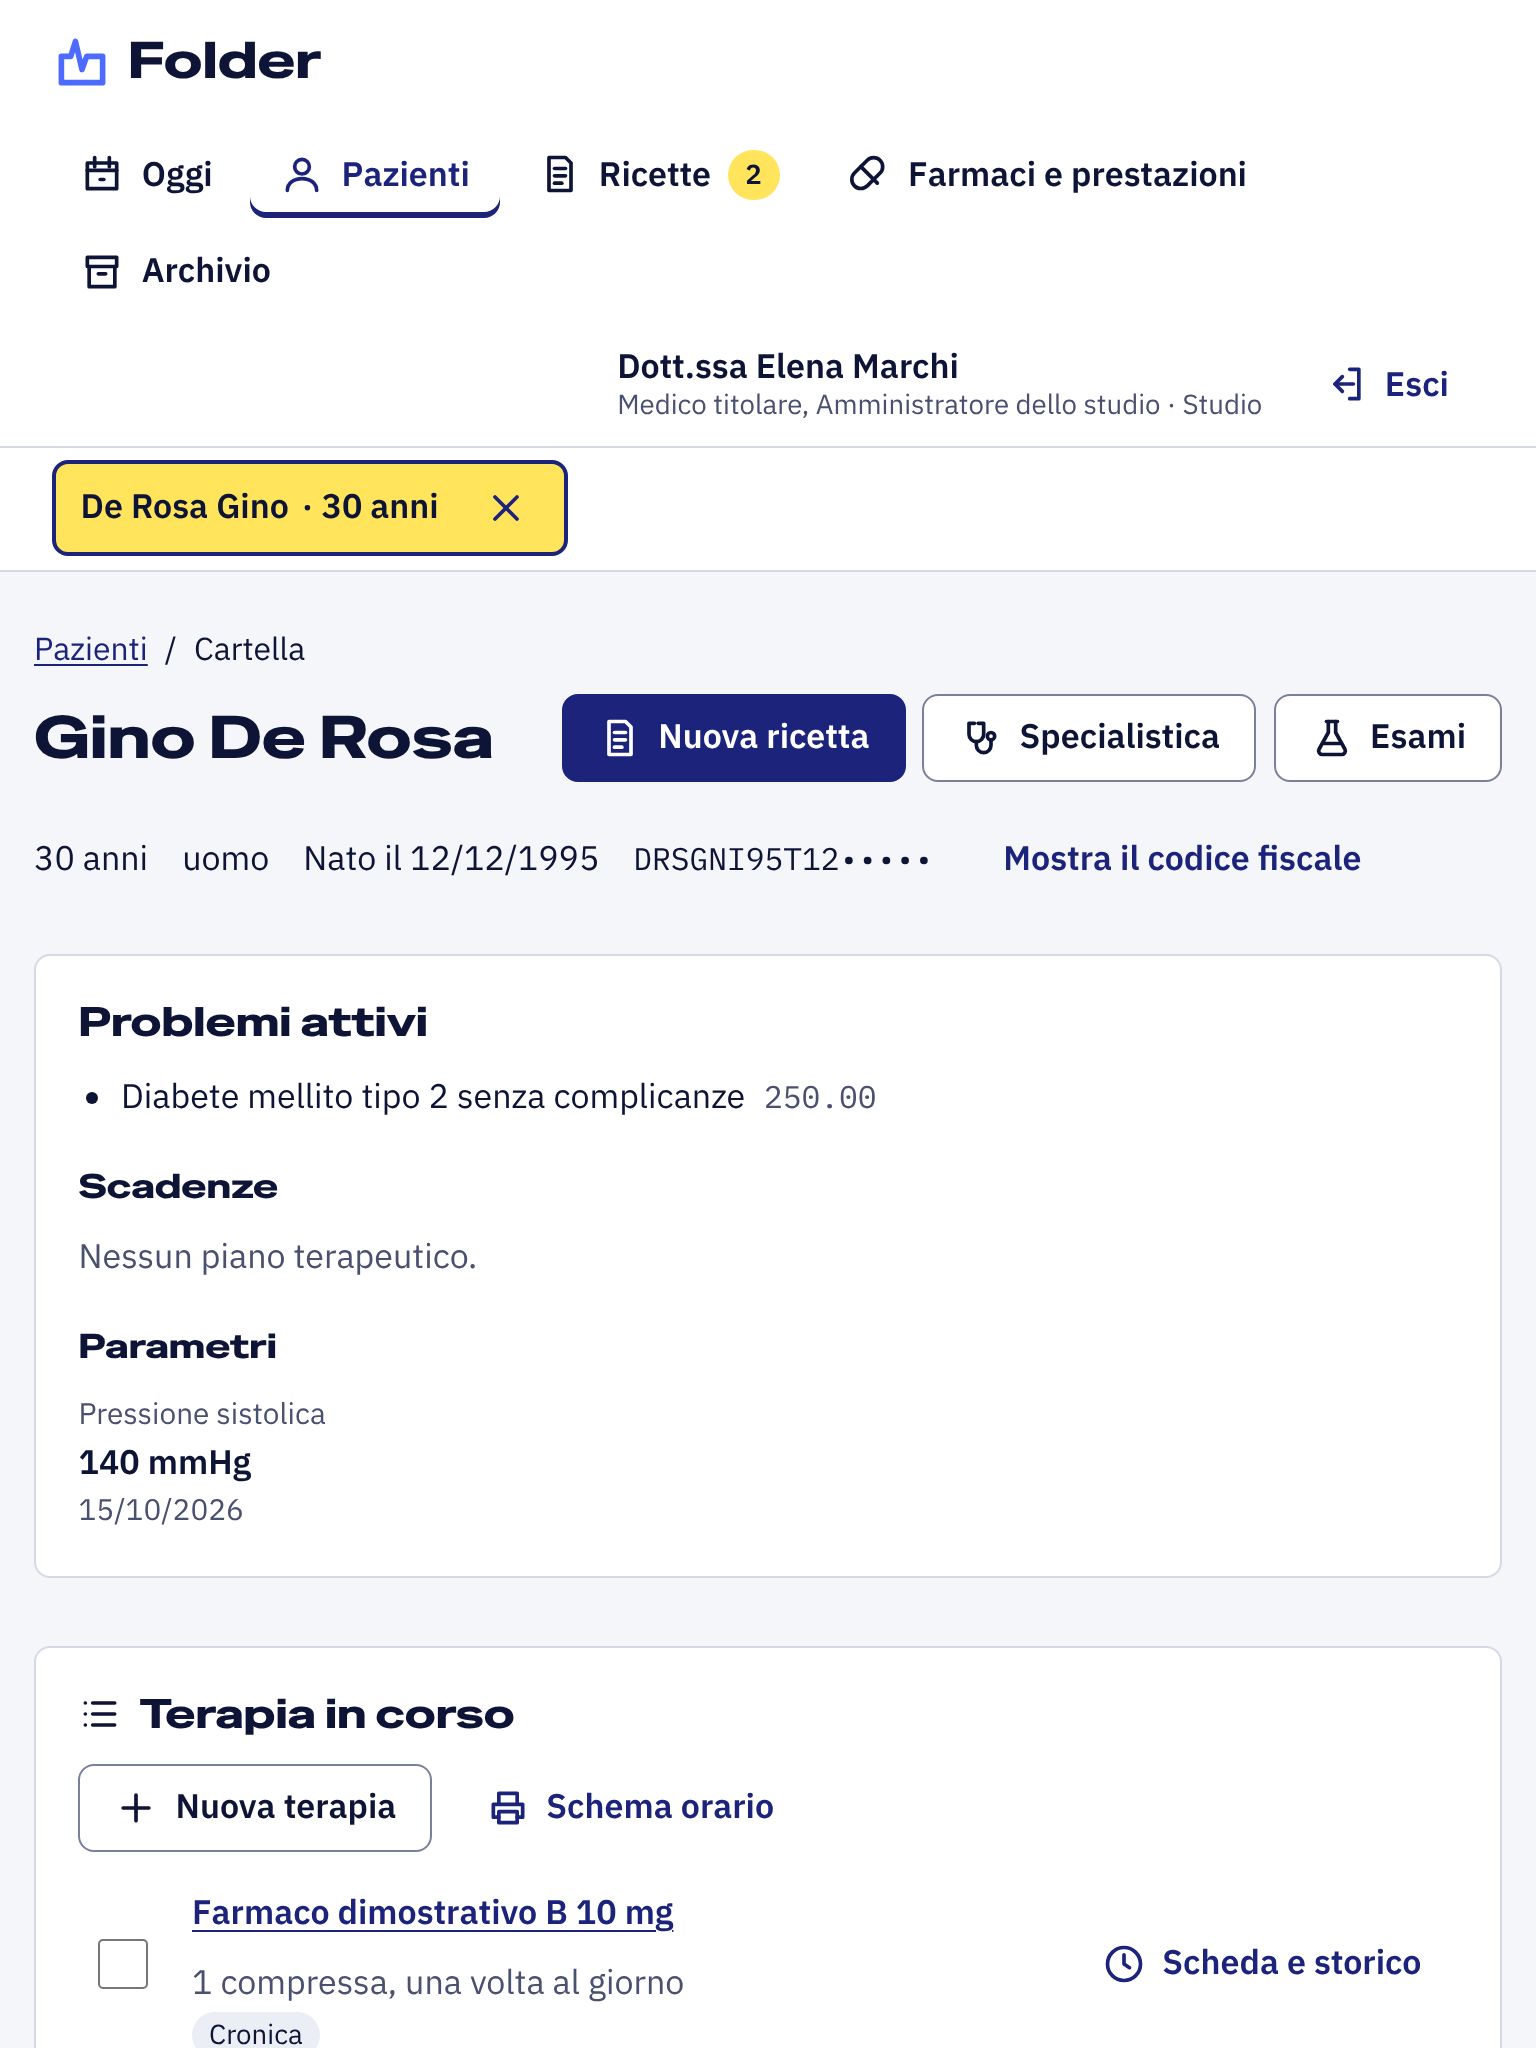 Folder
Oggi
Pazienti
Ricette 2
Farmaci e prestazioni
Archivio
Dott.ssa Elena Marchi
Medico titolare, Amministratore dello studio · Studio
Esci
De Rosa Gino · 30 anni
Pazienti / Cartella
Gino De Rosa
Nuova ricetta
Specialistica
Esami
30 anni uomo Nato il 12/12/1995 DRSGNI95T12••••• Mostra il codice fiscale
Problemi attivi
• Diabete mellito tipo 2 senza complicanze 250.00
Scadenze
Nessun piano terapeutico.
Parametri
Pressione sistolica
140 mmHg
15/10/2026
Terapia in corso
Nuova terapia
Schema orario
Farmaco dimostrativo B 10 mg
1 compressa, una volta al giorno
Cronica
Scheda e storico